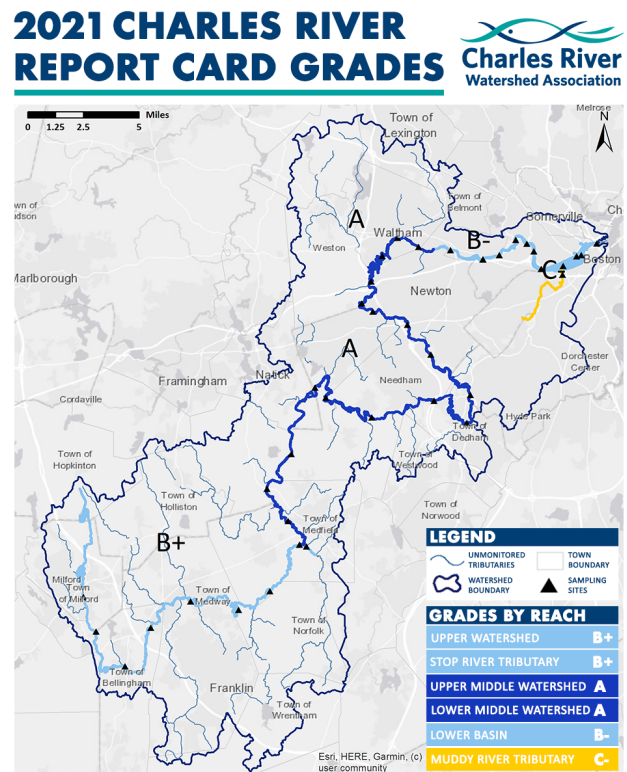 2021 CHARLES RIVER
REPORT CARD GRADES
Charles River
Watershed Association
Miles
0 1.25 2.5 5
Melrose
N
Town of
Lexington
wn of
udson
Town of
Belmont
Somerville
Ch
A
Waltham
B-
Weston
Boston
C-
Marlborough
Newton
A
Dorchester
Center
Natick
Framingham
Needham
Cordaville
Hyde Park
Town of
Dedham
Town of
Hopkinton
Town of
Westwood
Town of
Holliston
Town of
Norwood
Town of
Medfield
B+
Milford
Town
of Milford
Town of
Medway
Town of
Norfolk
Town of
Bellingham
Franklin
Town of
Wrentham
LEGEND
UNMONITORED
TRIBUTARIES
TOWN
BOUNDARY
WATERSHED
BOUNDARY
SAMPLING
SITES
GRADES BY REACH
UPPER WATERSHED B+
STOP RIVER TRIBUTARY B+
UPPER MIDDLE WATERSHED A
LOWER MIDDLE WATERSHED A
LOWER BASIN B-
MUDDY RIVER TRIBUTARY C-
Esri, HERE, Garmin, (c)
user community